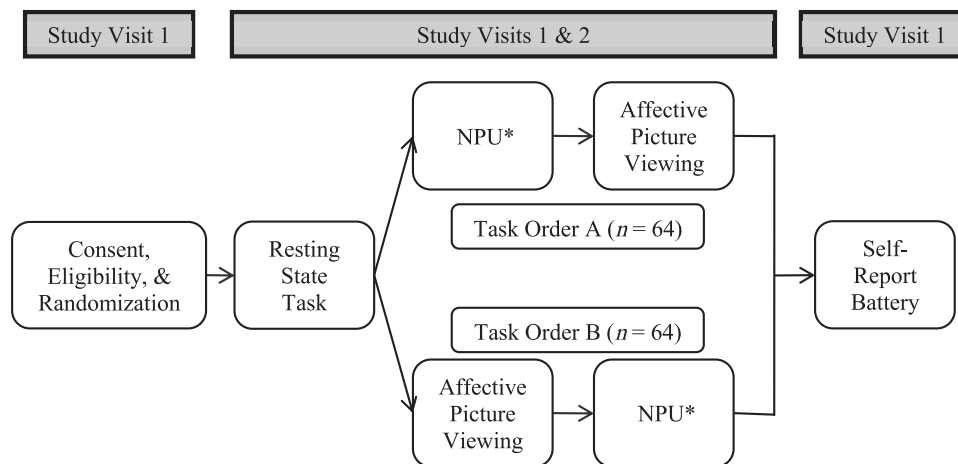 Study Visit 1
Study Visits 1 & 2
Study Visit 1
NPU*
Affective
Picture
Viewing
Task Order A (n = 64)
Consent,
Eligibility, &
Randomization
Resting
State
Task
Self-
Report
Battery
Task Order B (n = 64)
Affective
Picture
Viewing
NPU*